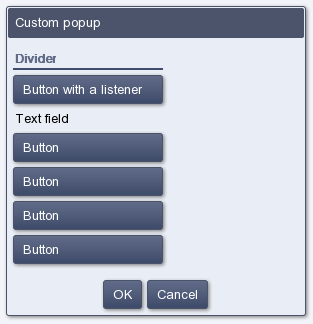 Custom popup
Divider
Button with a listener
Text field
Button
Button
Button
Button
OK Cancel